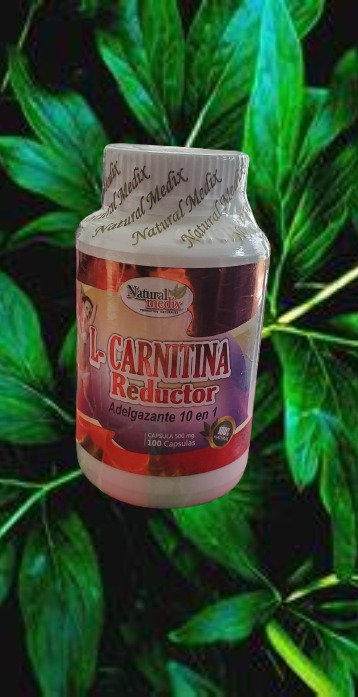 Natural Medix
Natural Medix
Natural Medix
Natural
medix
L-CARNITINA
Reductor
Adelgazante 10 en 1
CAPSULA 500 mg
100 Capsulas
100%